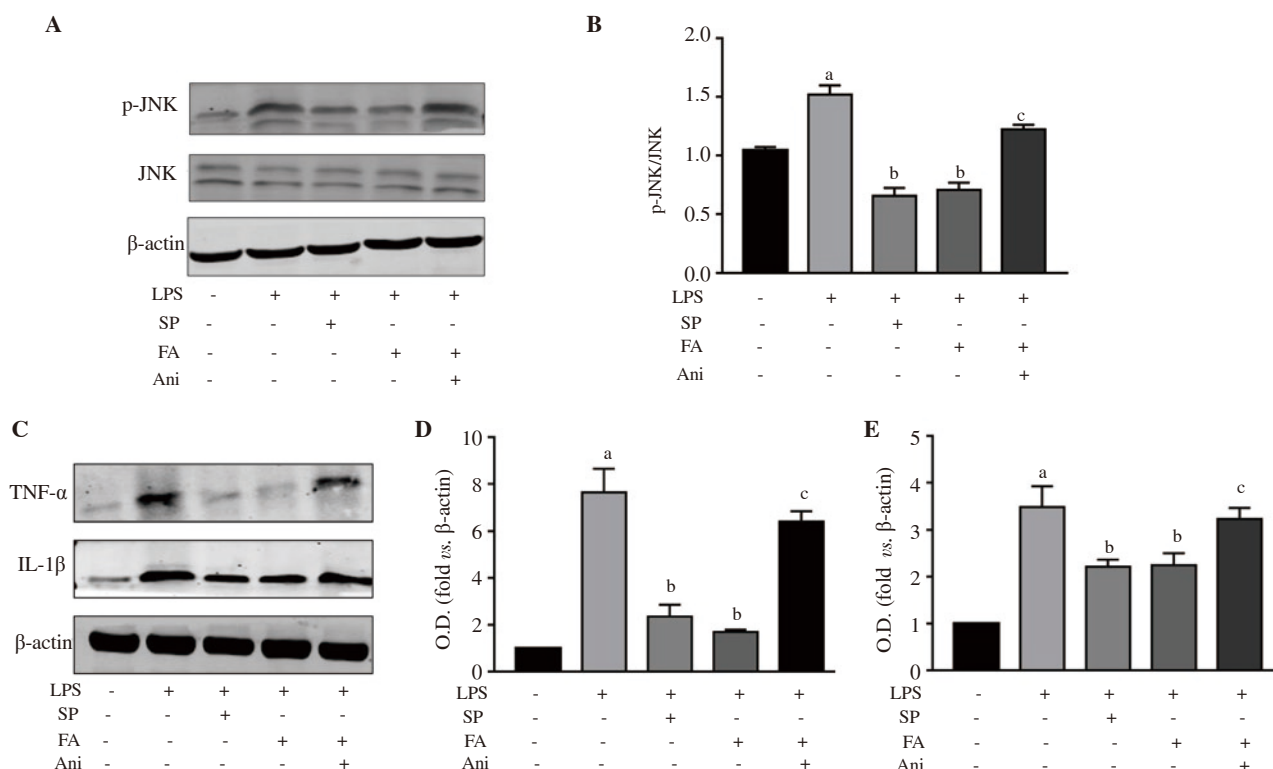 A
p-JNK
JNK
β-actin
LPS - + + + +
SP - - + - -
FA - - - + +
Ani - - - - +
B
p-JNK/JNK
2.0
1.5
1.0
0.5
0.0
a
b
b
c
LPS - + + + +
SP - - + - -
FA - - - + +
Ani - - - - +
C
TNF-α
IL-1β
β-actin
LPS - + + + +
SP - - + - -
FA - - - + +
Ani - - - - +
D
O.D. (fold vs. β-actin)
10
8
6
4
2
0
a
b
b
c
LPS - + + + +
SP - - + - -
FA - - - + +
Ani - - - - +
E
O.D. (fold vs. β-actin)
5
4
3
2
1
0
a
b
b
c
LPS - + + + +
SP - - + - -
FA - - - + +
Ani - - - - +